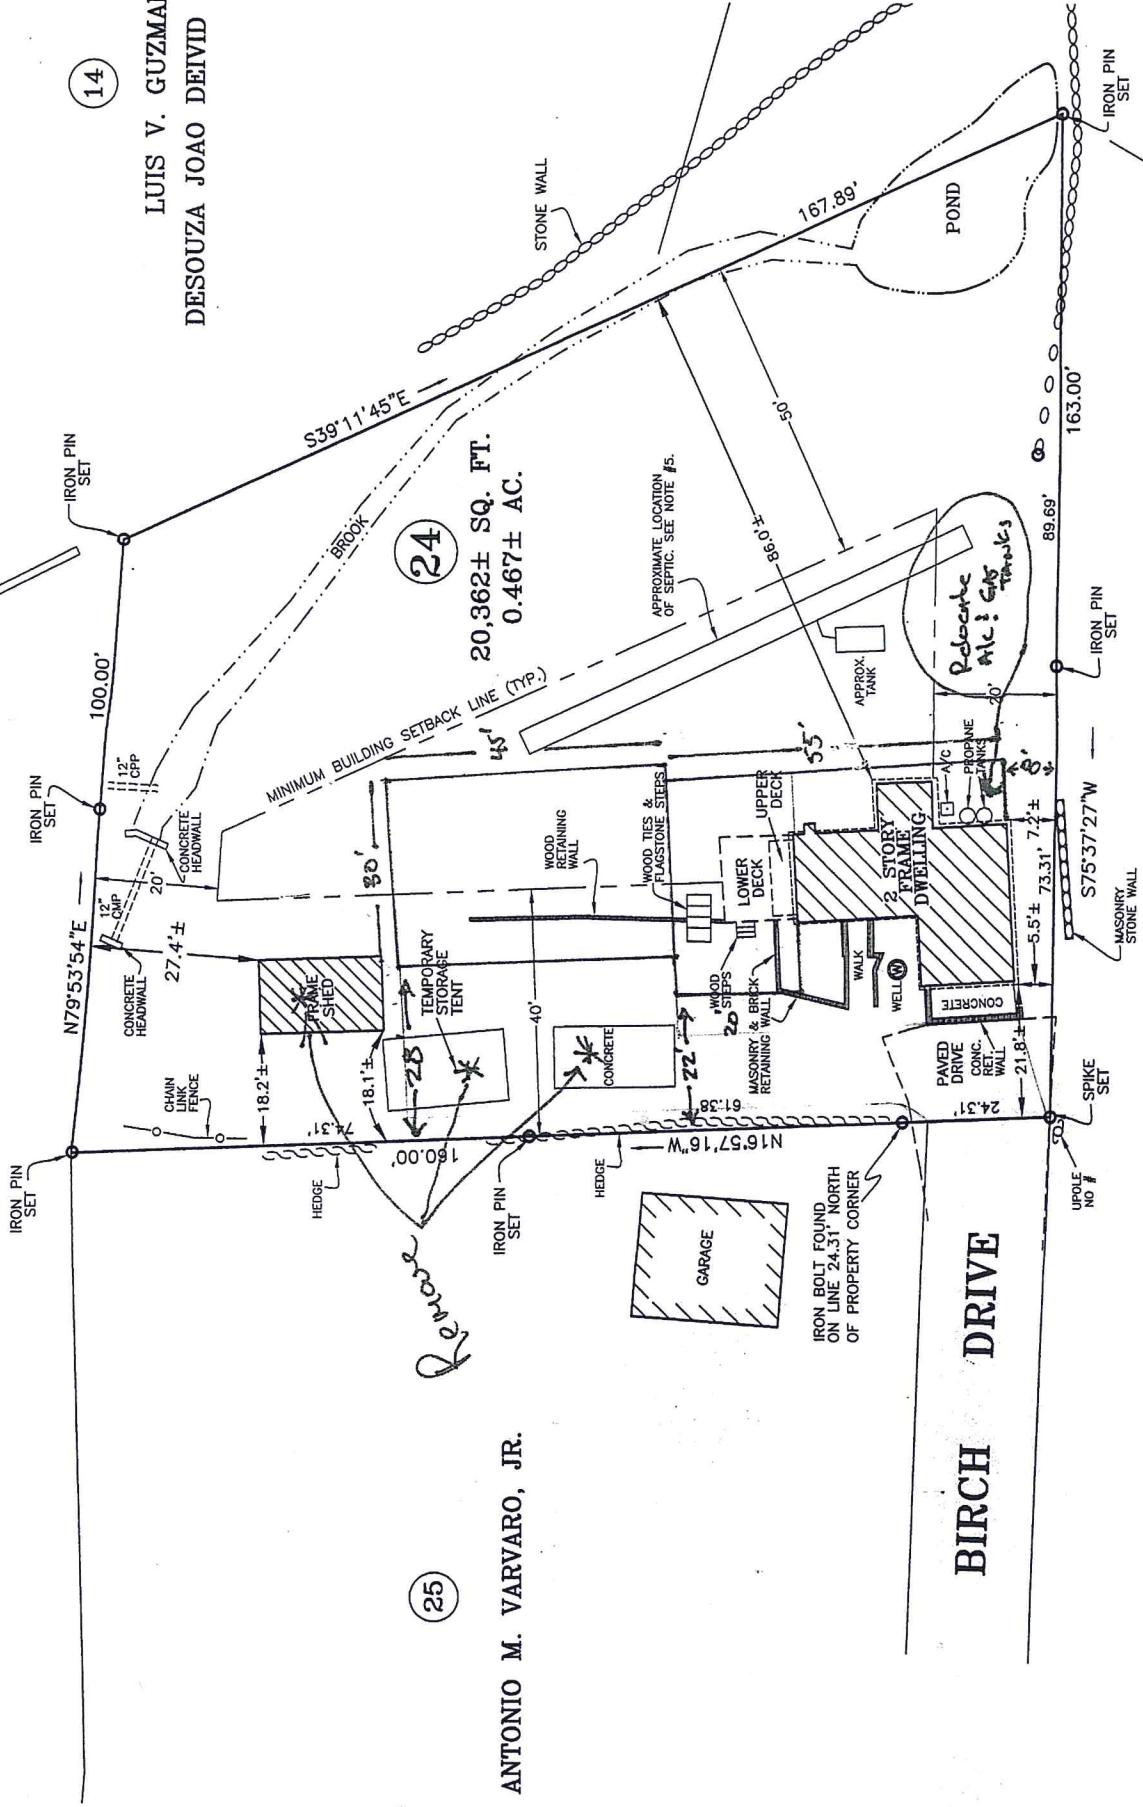 14
LUIS V. GUZMA
DESOUZA JOAO DEIVID
IRON PIN
SET
IRON PIN
SET
IRON PIN
SET
N79°53'54"E
100.00'
12"
CPP
12"
CMP
CONCRETE
HEADWALL
CONCRETE
HEADWALL
20'
27.4'±
S39°11'45"E
BROOK
STONE WALL
167.89'
POND
IRON PIN
SET
24
20,362± SQ. FT.
0.467± AC.
MINIMUM BUILDING SETBACK LINE (TYP.)
APPROXIMATE LOCATION
OF SEPTIC. SEE NOTE #5.
50'
86.0'±
APPROX.
TANK
Relocate
A/c & GAS
TANKS
20'
89.69'
163.00'
IRON PIN
SET
S75°37'27"W
73.31'
7.2'±
5.5'±
8'
MASONRY
STONE WALL
45'
55'
30'
FRAME
SHED
18.2'±
18.1'±
CHAIN
LINK
FENCE
74.31'
HEDGE
160.00'
28
TEMPORARY
STORAGE
TENT
40'
CONCRETE
WOOD
RETAINING
WALL
WOOD TIES &
FLAGSTONE STEPS
LOWER
DECK
UPPER
DECK
2 STORY
FRAME
DWELLING
A/C
PROPANE
TANKS
WOOD
STEPS
20'
22'
MASONRY & BRICK
RETAINING WALL
WALK
WELL
W
CONCRETE
PAVED
DRIVE
CONC.
RET.
WALL
21.8'±
24.31'
61.38'
N16°57'16"W
HEDGE
IRON PIN
SET
Remove
GARAGE
IRON BOLT FOUND
ON LINE 24.31' NORTH
OF PROPERTY CORNER
SPIKE
SET
UPOLE
NO #
25
ANTONIO M. VARVARO, JR.
BIRCH DRIVE